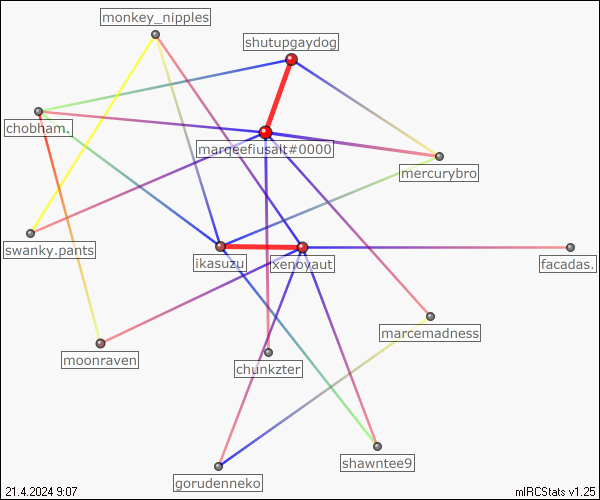 monkey_nipples
shutupgaydog
chobham.
marqeefiusalt#0000
mercurybro
swanky.pants
ikasuzu
xenoyaut
facadas.
marcemadness
moonraven
chunkzter
shawntee9
gorudenneko
21.4.2024 9:07
mIRCStats v1.25